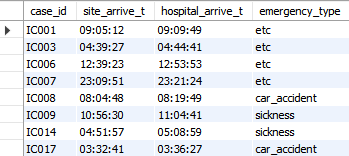 case_id site_arrive_t hospital_arrive_t emergency_type
IC001 09:05:12 09:09:49 etc
IC003 04:39:27 04:44:41 etc
IC006 12:39:23 12:53:53 etc
IC007 23:09:51 23:21:24 etc
IC008 08:04:48 08:19:49 car_accident
IC009 10:56:30 11:04:41 sickness
IC014 04:51:57 05:08:59 sickness
IC017 03:32:41 03:36:27 car_accident